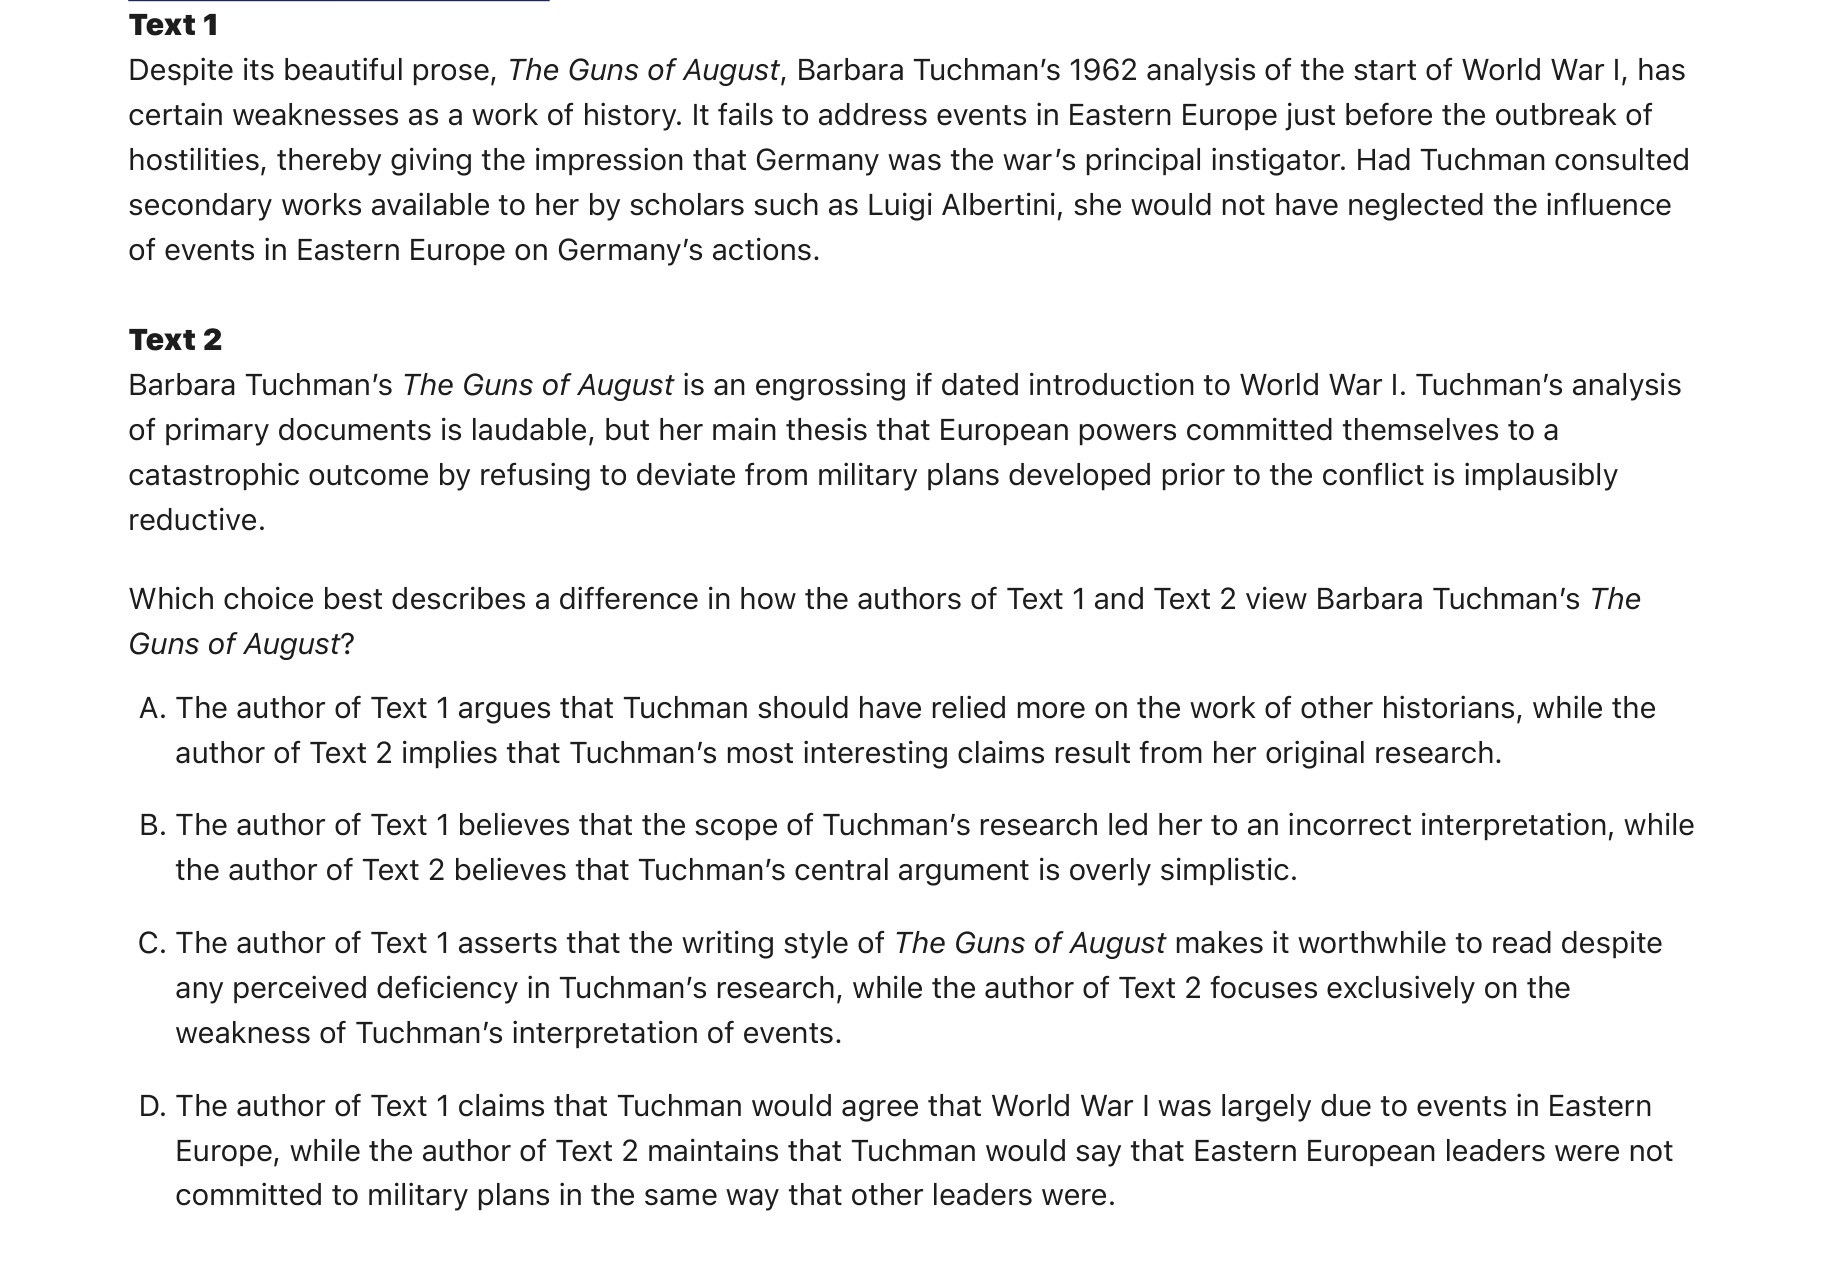 Text 1
Despite its beautiful prose, The Guns of August, Barbara Tuchman’s 1962 analysis of the start of World War I, has
certain weaknesses as a work of history. It fails to address events in Eastern Europe just before the outbreak of
hostilities, thereby giving the impression that Germany was the war’s principal instigator. Had Tuchman consulted
secondary works available to her by scholars such as Luigi Albertini, she would not have neglected the influence
of events in Eastern Europe on Germany’s actions.
Text 2
Barbara Tuchman’s The Guns of August is an engrossing if dated introduction to World War I. Tuchman’s analysis
of primary documents is laudable, but her main thesis that European powers committed themselves to a
catastrophic outcome by refusing to deviate from military plans developed prior to the conflict is implausibly
reductive.
Which choice best describes a difference in how the authors of Text 1 and Text 2 view Barbara Tuchman’s The
Guns of August?
A. The author of Text 1 argues that Tuchman should have relied more on the work of other historians, while the
author of Text 2 implies that Tuchman’s most interesting claims result from her original research.
B. The author of Text 1 believes that the scope of Tuchman’s research led her to an incorrect interpretation, while
the author of Text 2 believes that Tuchman’s central argument is overly simplistic.
C. The author of Text 1 asserts that the writing style of The Guns of August makes it worthwhile to read despite
any perceived deficiency in Tuchman’s research, while the author of Text 2 focuses exclusively on the
weakness of Tuchman’s interpretation of events.
D. The author of Text 1 claims that Tuchman would agree that World War I was largely due to events in Eastern
Europe, while the author of Text 2 maintains that Tuchman would say that Eastern European leaders were not
committed to military plans in the same way that other leaders were.